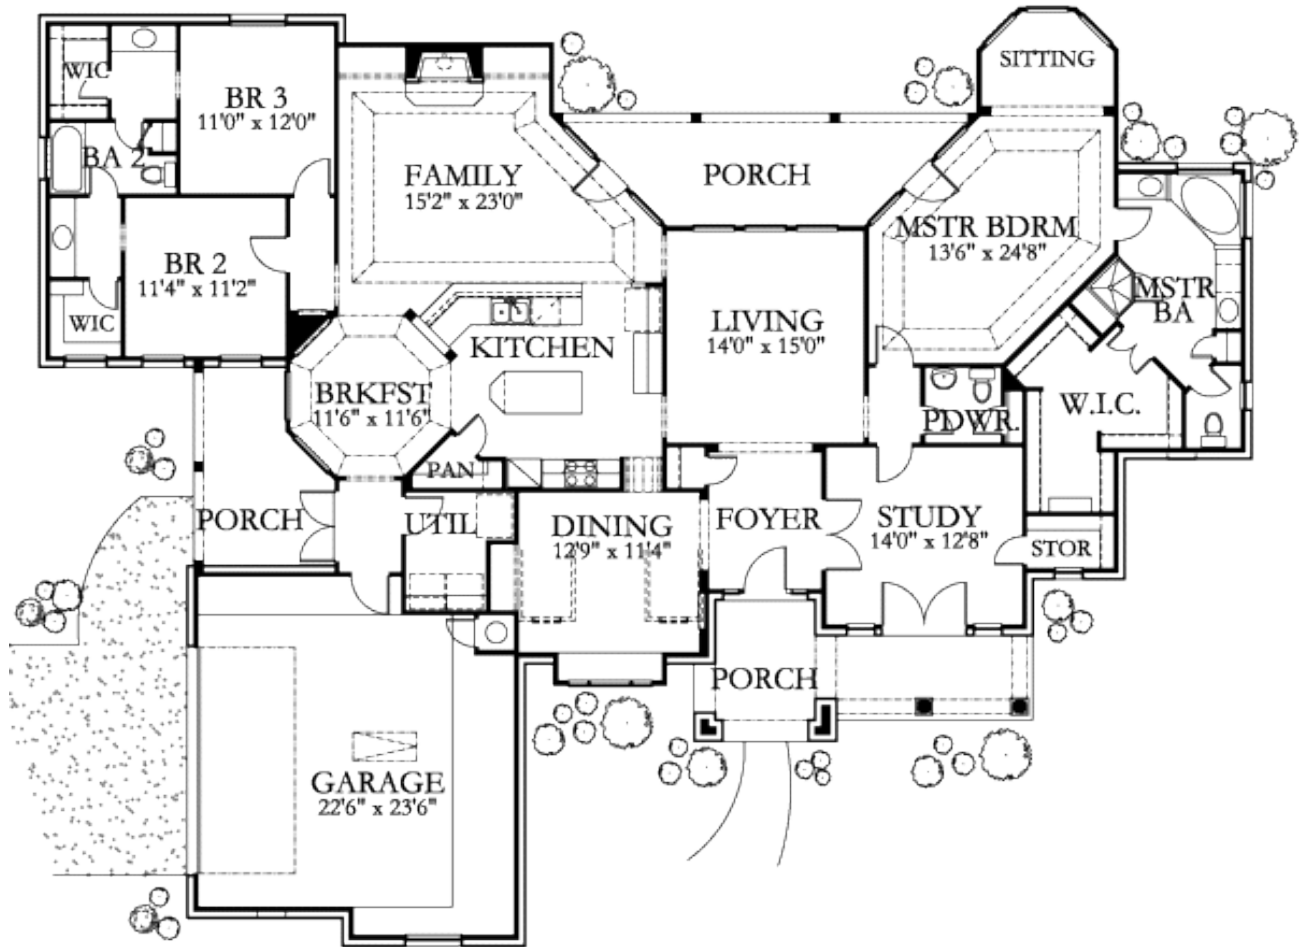 SITTING
WIC
BR 3
11'0" x 12'0"
BA 2
FAMILY
15'2" x 23'0"
PORCH
MSTR BDRM
13'6" x 24'8"
BR 2
11'4" x 11'2"
WIC
MSTR
BA
LIVING
14'0" x 15'0"
KITCHEN
BRKFST
11'6" x 11'6"
PDWR.
W.I.C.
PAN
PORCH
UTIL
DINING
12'9" x 11'4"
FOYER
STUDY
14'0" x 12'8"
STOR
PORCH
GARAGE
22'6" x 23'6"